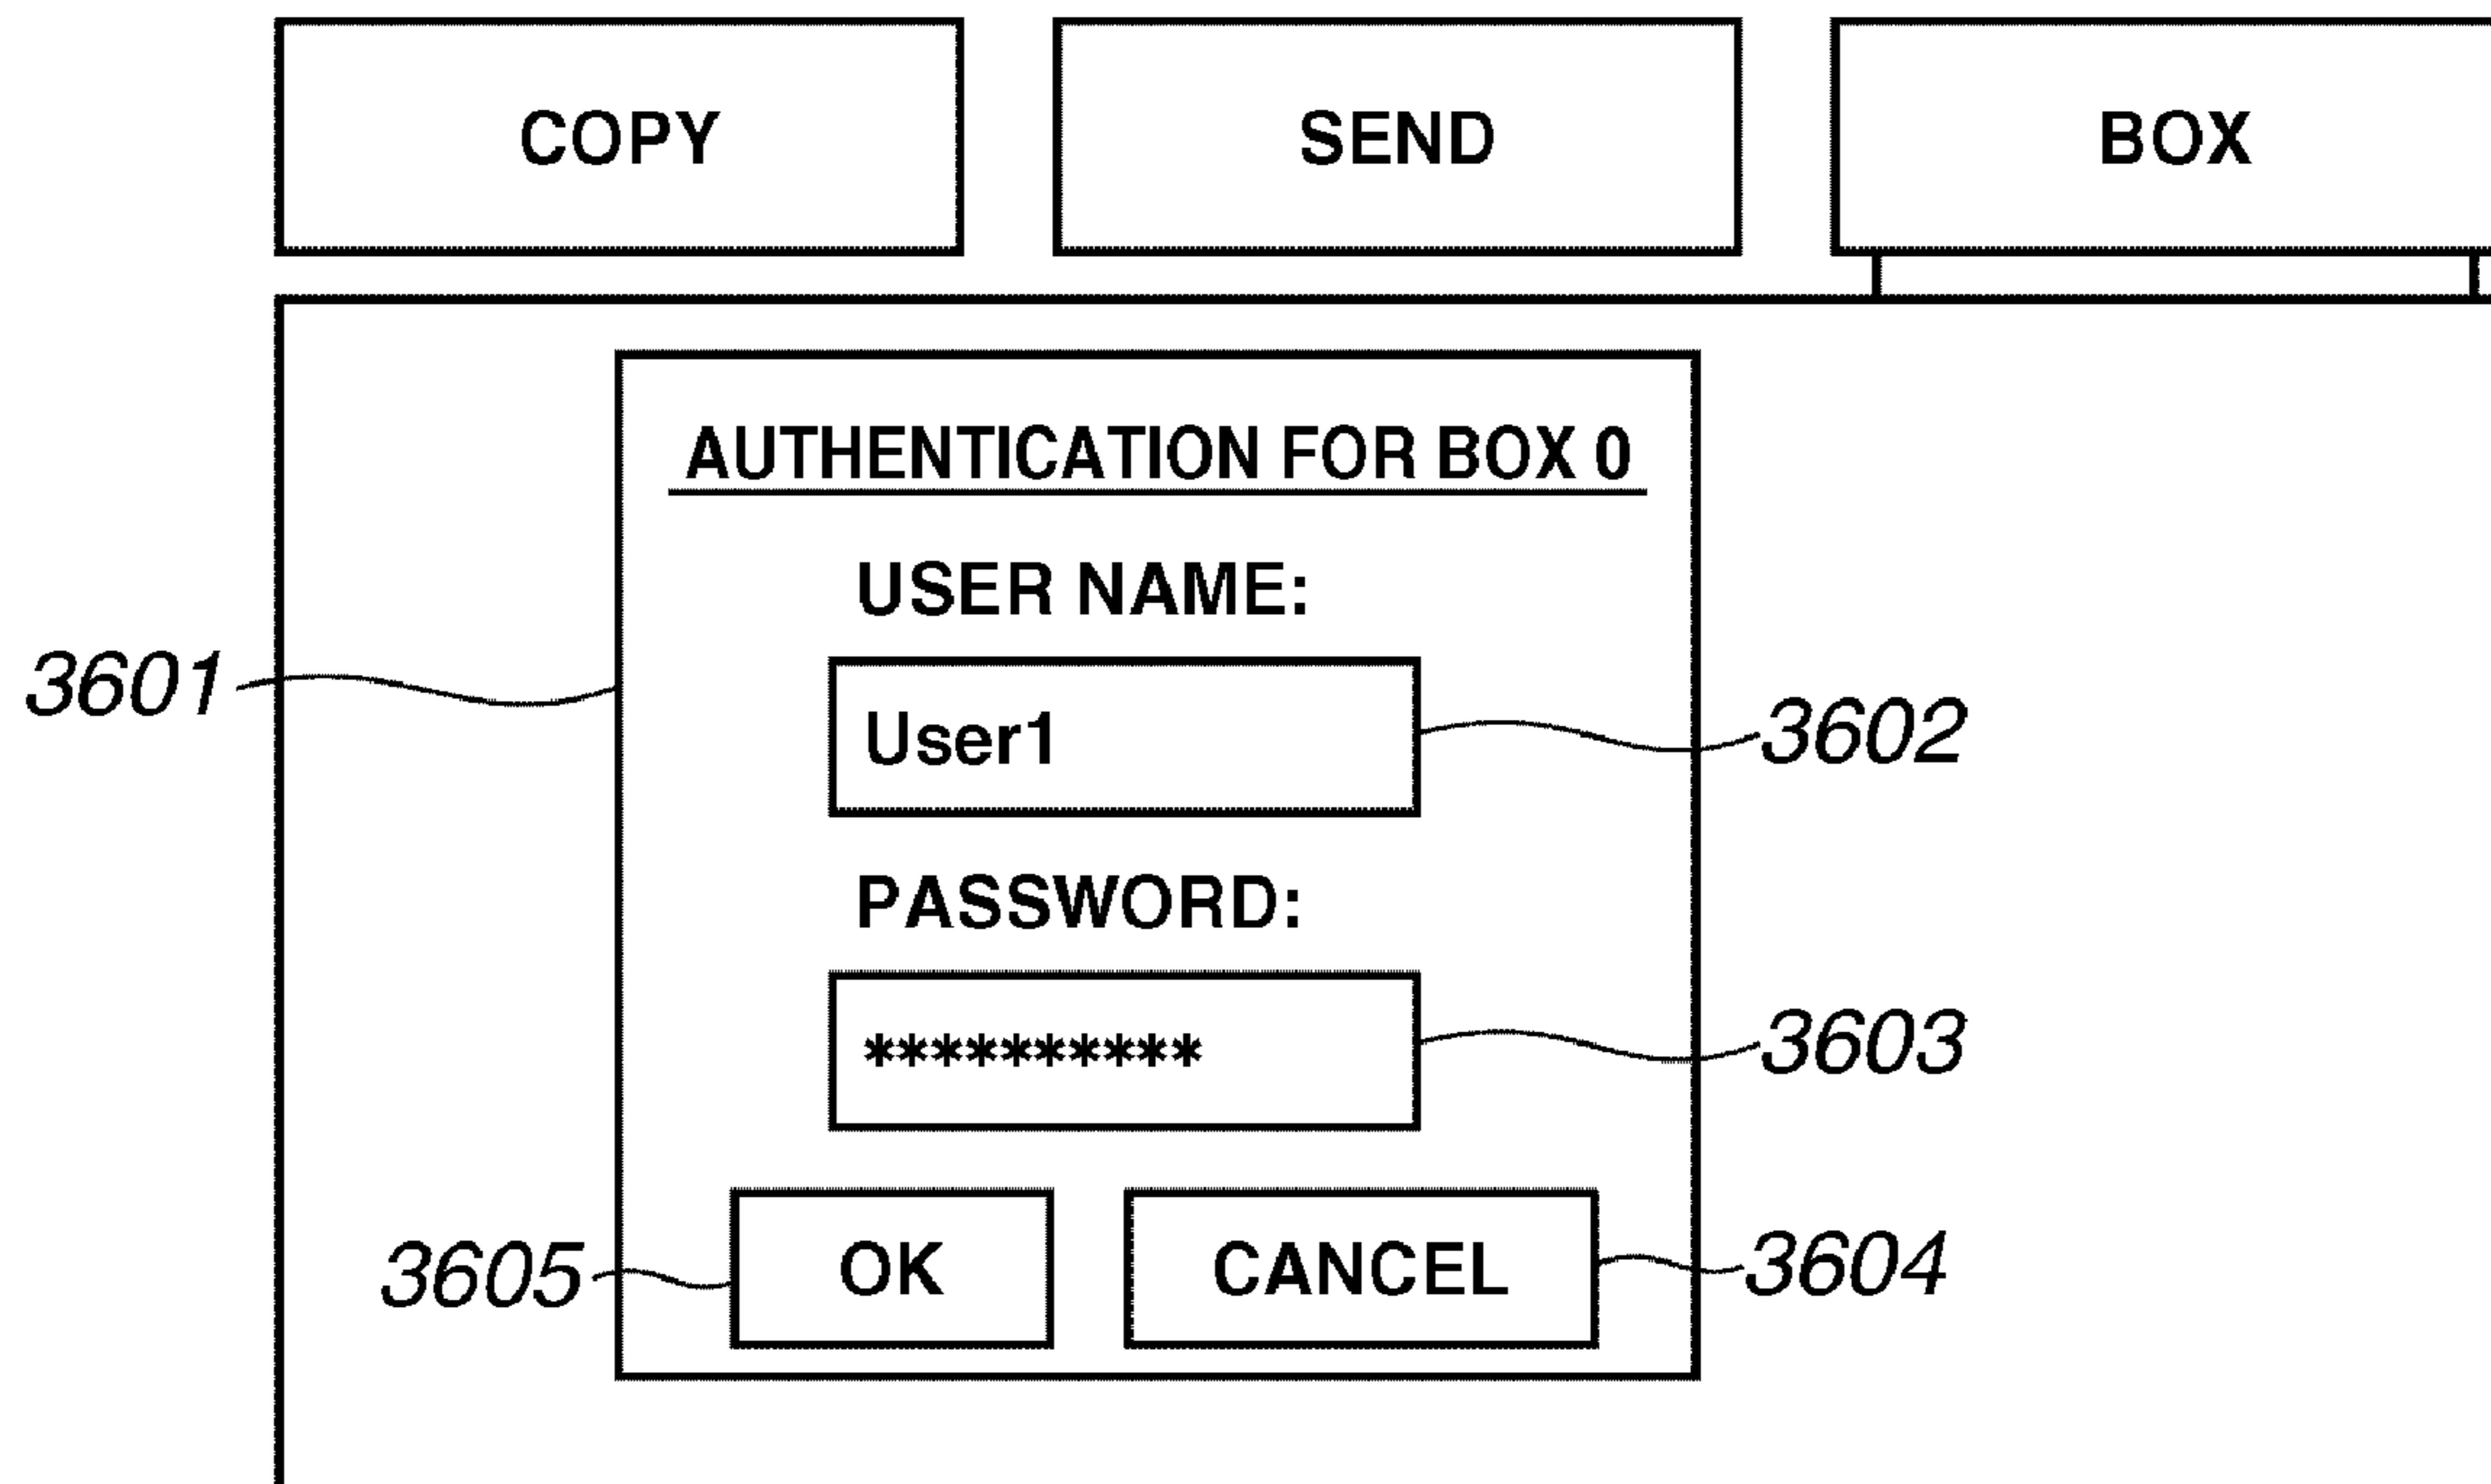 COPY SEND BOX
AUTHENTICATION FOR BOX 0
USER NAME:
3601
User1
3602
PASSWORD:
**********
3603
3605
OK
CANCEL
3604